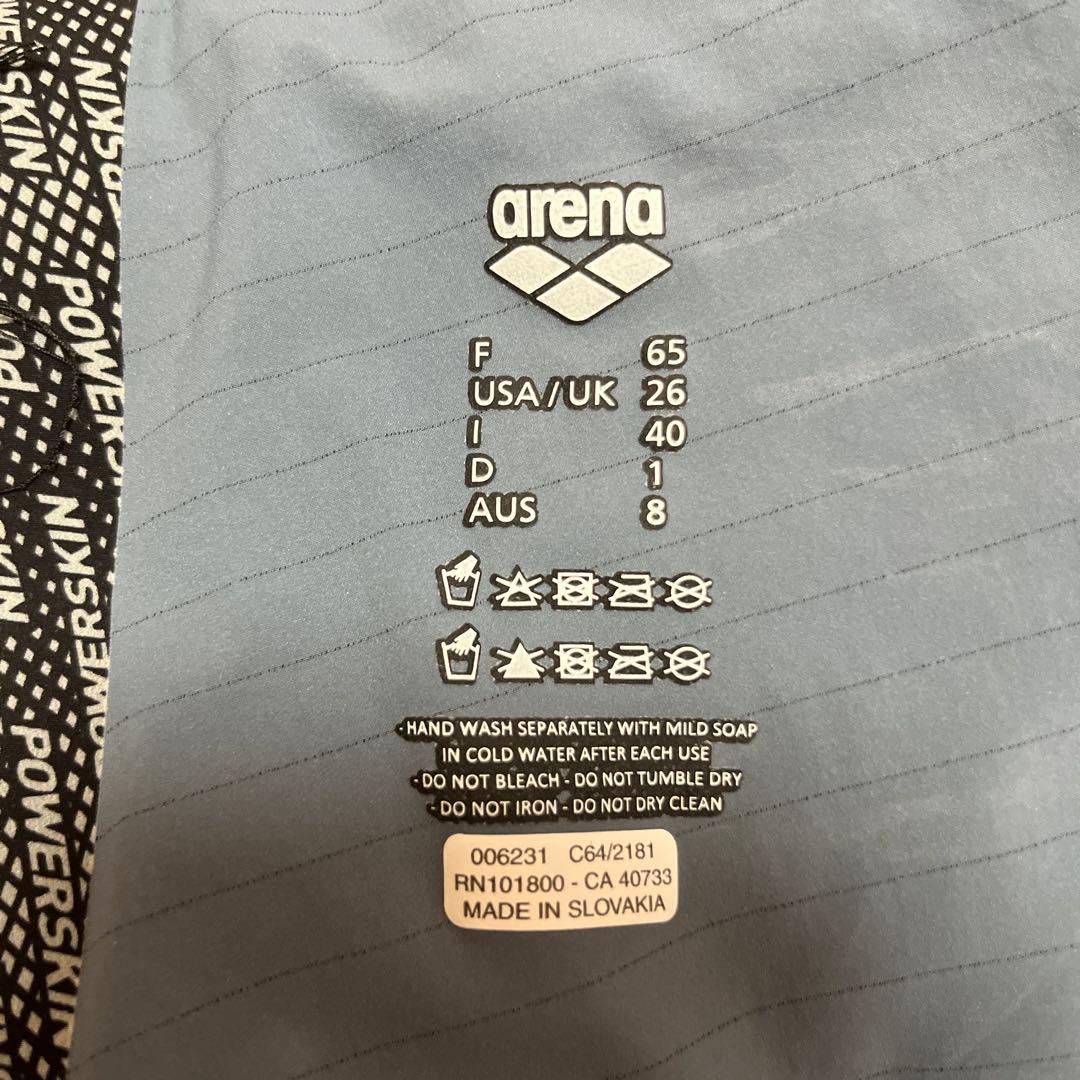 arena
F 65
USA/UK 26
I 40
D 1
AUS 8
-HAND WASH SEPARATELY WITH MILD SOAP
IN COLD WATER AFTER EACH USE
-DO NOT BLEACH - DO NOT TUMBLE DRY
-DO NOT IRON - DO NOT DRY CLEAN
006231 C64/2181
RN101800 - CA 40733
MADE IN SLOVAKIA
SKIN
POWERSKIN
POWERSKIN